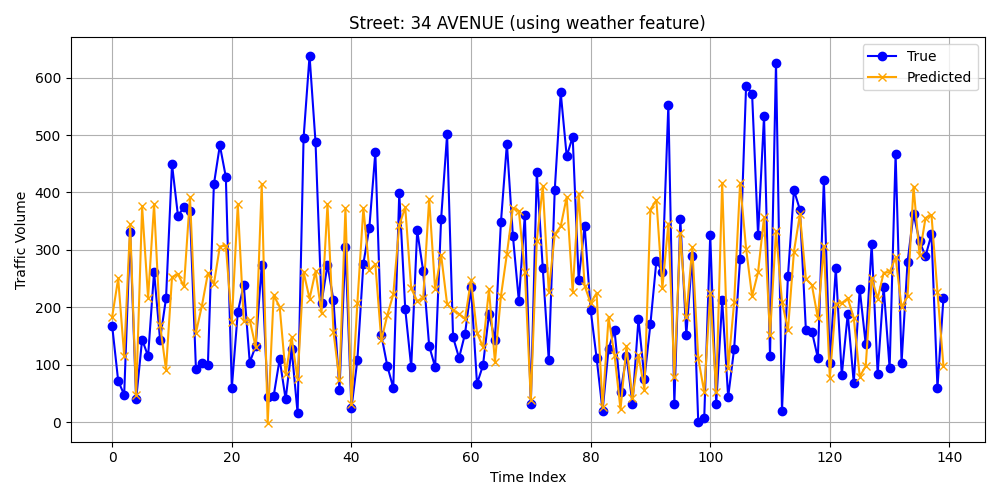 Street: 34 AVENUE (using weather feature)
True
Predicted
Traffic Volume
600
500
400
300
200
100
0
0 20 40 60 80 100 120 140
Time Index